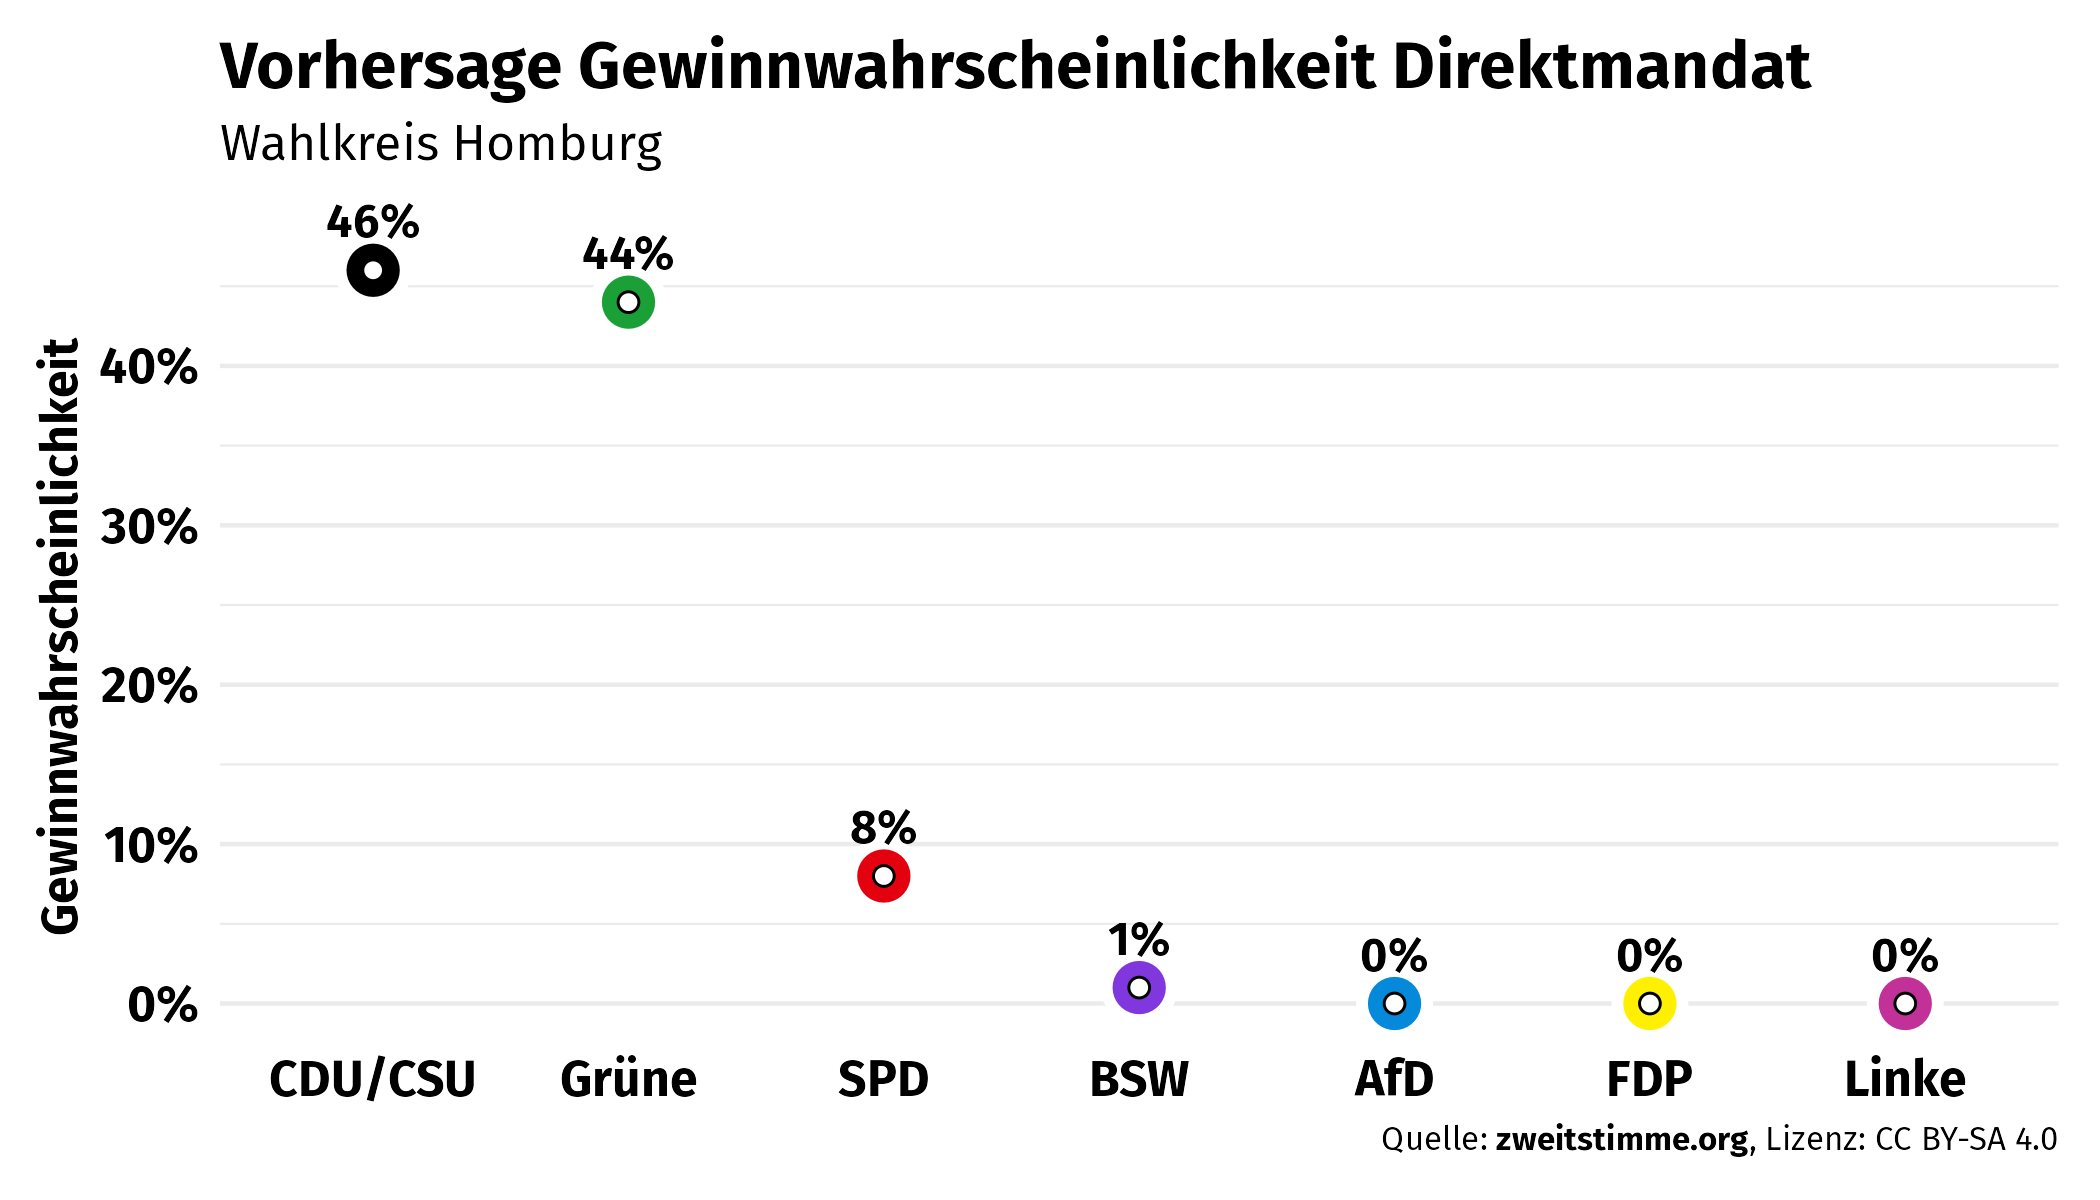 Vorhersage Gewinnwahrscheinlichkeit Direktmandat
Wahlkreis Homburg
Gewinnwahrscheinlichkeit
40%
30%
20%
10%
0%
46%
44%
8%
1%
0%
0%
0%
CDU/CSU Grüne SPD BSW AfD FDP Linke
Quelle: zweitstimme.org, Lizenz: CC BY-SA 4.0